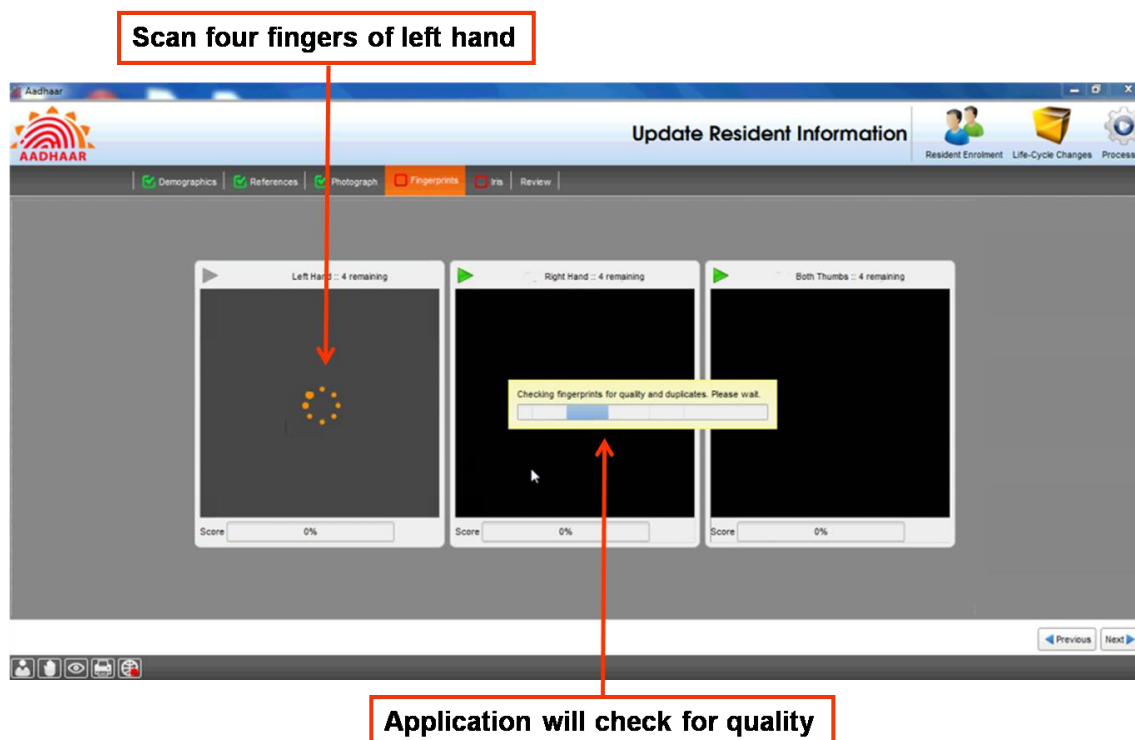 Scan four fingers of left hand
Aadhaar
AADHAAR
Update Resident Information
Resident Enrolment
Life-Cycle Changes
Process
Demographics
References
Photograph
Fingerprints
Iris
Review
Left Hand :: 4 remaining
Right Hand :: 4 remaining
Both Thumbs :: 4 remaining
Checking fingerprints for quality and duplicates. Please wait.
Score 0%
Score 0%
Score 0%
Previous
Next
Application will check for quality